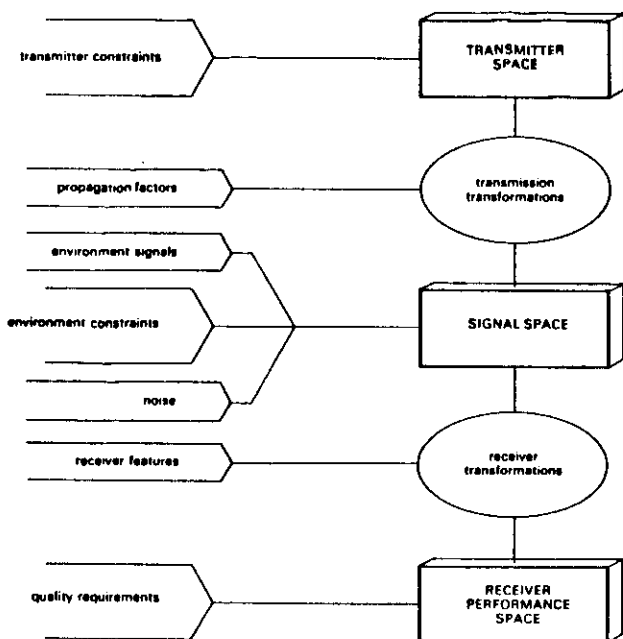 transmitter constraints
TRANSMITTER
SPACE
propagation factors
transmission
transformations
environment signals
environment constraints
SIGNAL SPACE
noise
receiver features
receiver
transformations
quality requirements
RECEIVER
PERFORMANCE
SPACE